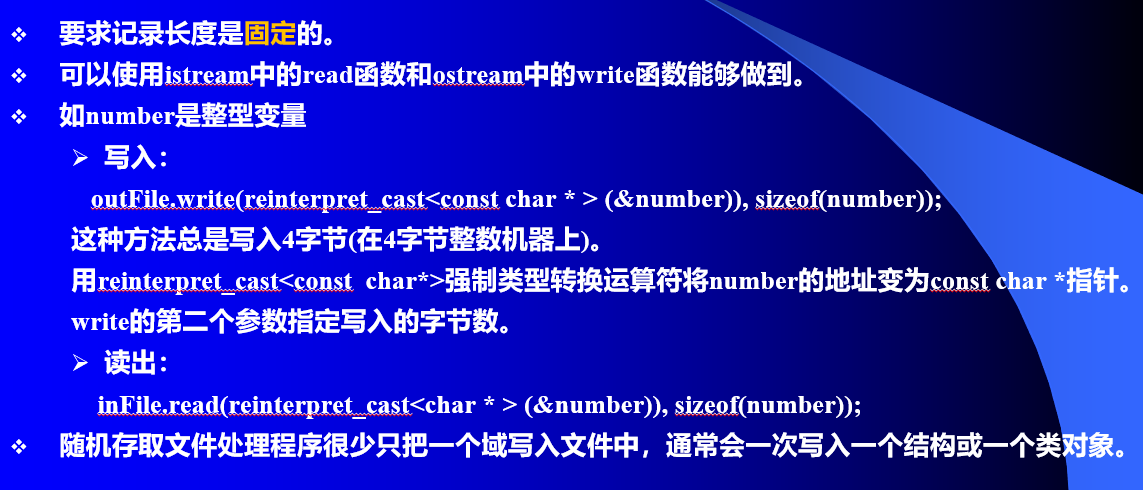 要求记录长度是固定的。
可以使用istream中的read函数和ostream中的write函数能够做到。
如number是整型变量
写入：
outFile.write(reinterpret_cast<const char * > (&number)), sizeof(number));
这种方法总是写入4字节(在4字节整数机器上)。
用reinterpret_cast<const char*>强制类型转换运算符将number的地址变为const char *指针。
write的第二个参数指定写入的字节数。
读出：
inFile.read(reinterpret_cast<char * > (&number)), sizeof(number));
随机存取文件处理程序很少只把一个域写入文件中，通常会一次写入一个结构或一个类对象。